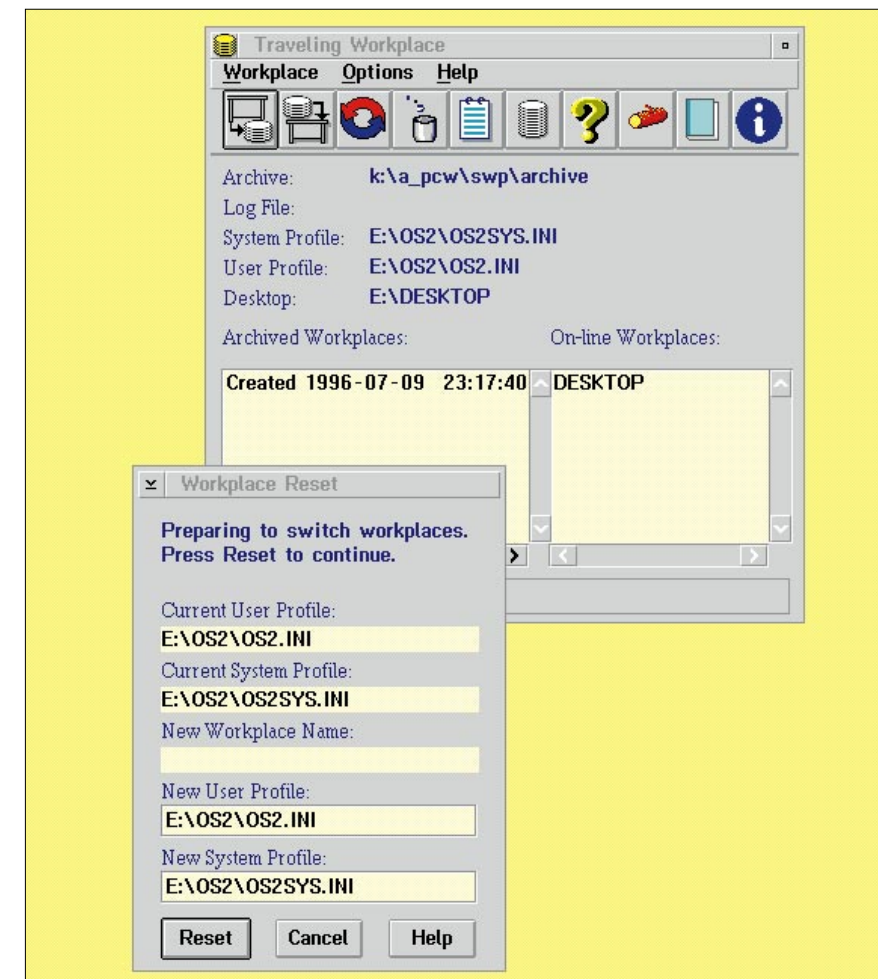 Traveling Workplace
Workplace Options Help
Archive: k:\a_pcw\swp\archive
Log File:
System Profile: E:\OS2\OS2SYS.INI
User Profile: E:\OS2\OS2.INI
Desktop: E:\DESKTOP
Archived Workplaces: On-line Workplaces:
Created 1996-07-09 23:17:40 DESKTOP
Workplace Reset
Preparing to switch workplaces.
Press Reset to continue.
Current User Profile:
E:\OS2\OS2.INI
Current System Profile:
E:\OS2\OS2SYS.INI
New Workplace Name:
New User Profile:
E:\OS2\OS2.INI
New System Profile:
E:\OS2\OS2SYS.INI
Reset Cancel Help